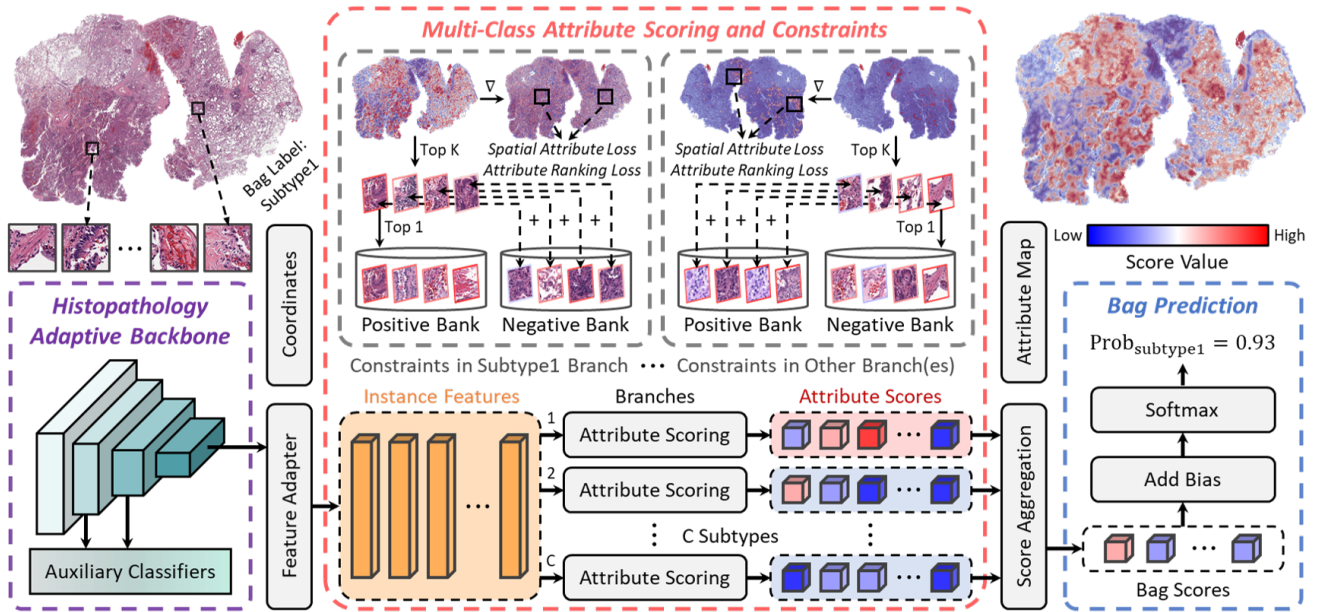 Multi-Class Attribute Scoring and Constraints
Bag Label:
Subtype1
∇
Top K
Spatial Attribute Loss
Attribute Ranking Loss
Top 1
+ + +
Positive Bank
Negative Bank
∇
Top K
Spatial Attribute Loss
Attribute Ranking Loss
Top 1
+ + +
Positive Bank
Negative Bank
Constraints in Subtype1 Branch ••• Constraints in Other Branch(es)
Histopathology
Adaptive Backbone
Auxiliary Classifiers
Coordinates
Feature Adapter
Instance Features
Branches
Attribute Scores
1
Attribute Scoring
2
Attribute Scoring
C Subtypes
C
Attribute Scoring
Attribute Map
Score Aggregation
Low
High
Score Value
Bag Prediction
Probsubtype1 = 0.93
Softmax
Add Bias
Bag Scores